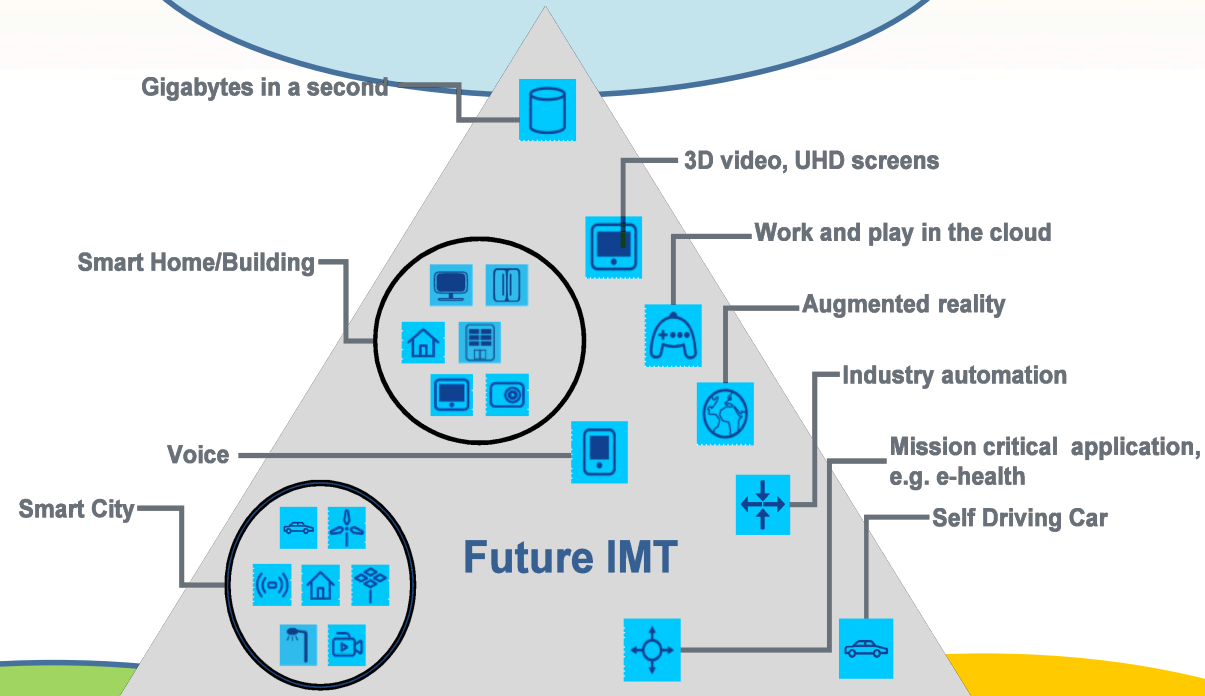 Gigabytes in a second
3D video, UHD screens
Work and play in the cloud
Smart Home/Building
Augmented reality
Industry automation
Voice
Mission critical application,
e.g. e-health
Smart City
Self Driving Car
Future IMT